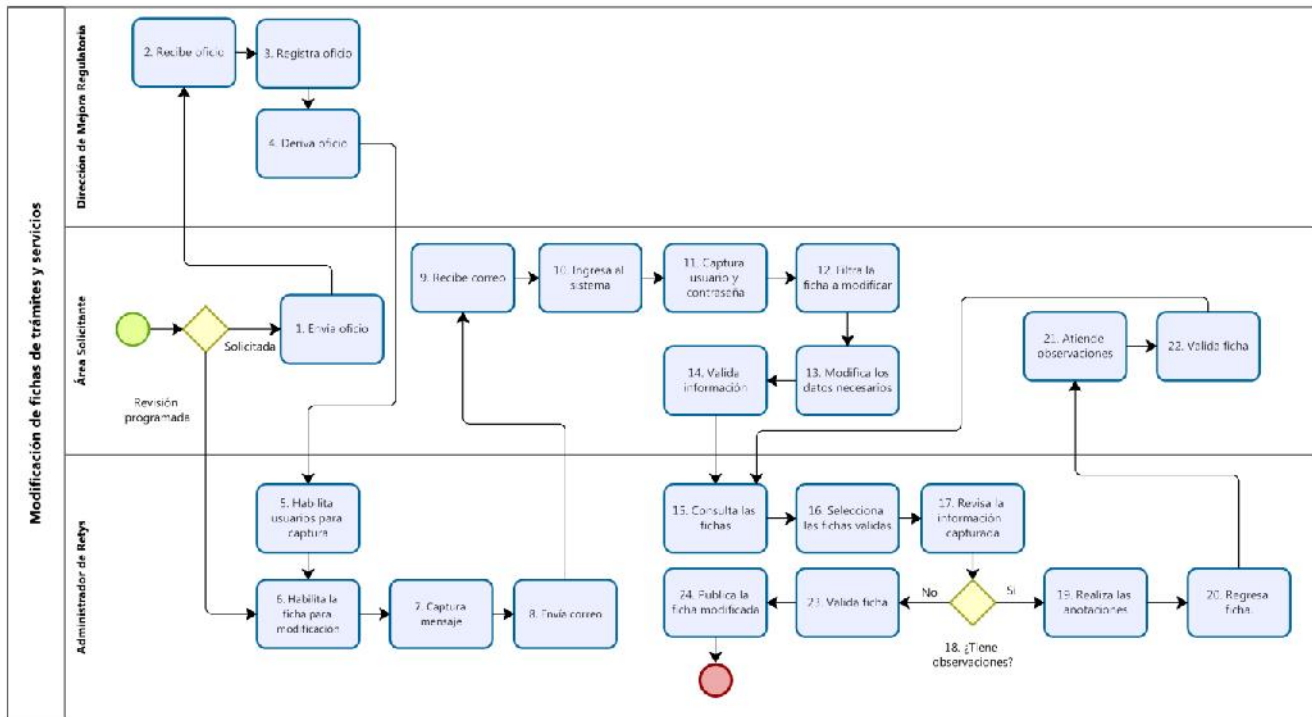 Modificación de fichas de trámites y servicios
Dirección de Mejora Regulatoria
2. Recibe oficio
3. Registra oficio
4. Deriva oficio
Área Solicitante
Solicitada
Revisión
programada
1. Envía oficio
9. Recibe correo
10. Ingresa al
sistema
11. Captura
usuario y
contraseña
12. Filtra la
ficha a modificar
13. Modifica los
datos necesarios
14. Valida
información
21. Atiende
observaciones
22. Valida ficha
Administrador de Retys
5. Habilita
usuarios para
captura
6. Habilita la
ficha para
modificación
7. Captura
mensaje
8. Envía correo
15. Consulta las
fichas
16. Selecciona
las fichas validas
17. Revisa la
información
capturada
18. ¿Tiene
observaciones?
No
Si
19. Realiza las
anotaciones
20. Regresa
ficha.
23. Valida ficha
24. Publica la
ficha modificada